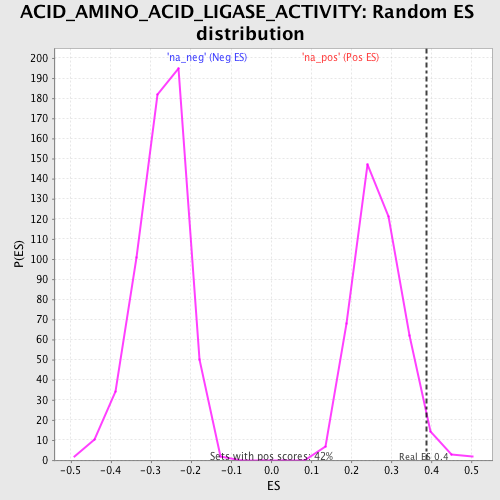 ACID_AMINO_ACID_LIGASE_ACTIVITY: Random ES
distribution
'na_neg' (Neg ES) 'na_pos' (Pos ES)
200
190
180
170
160
150
140
130
120
110
100
90
80
70
60
50
40
30
20
10
0
P(ES)
Sets with pos scores: 42%
Real ES 0.4
-0.5 -0.4 -0.3 -0.2 -0.1 0.0 0.1 0.2 0.3 0.4 0.5
ES